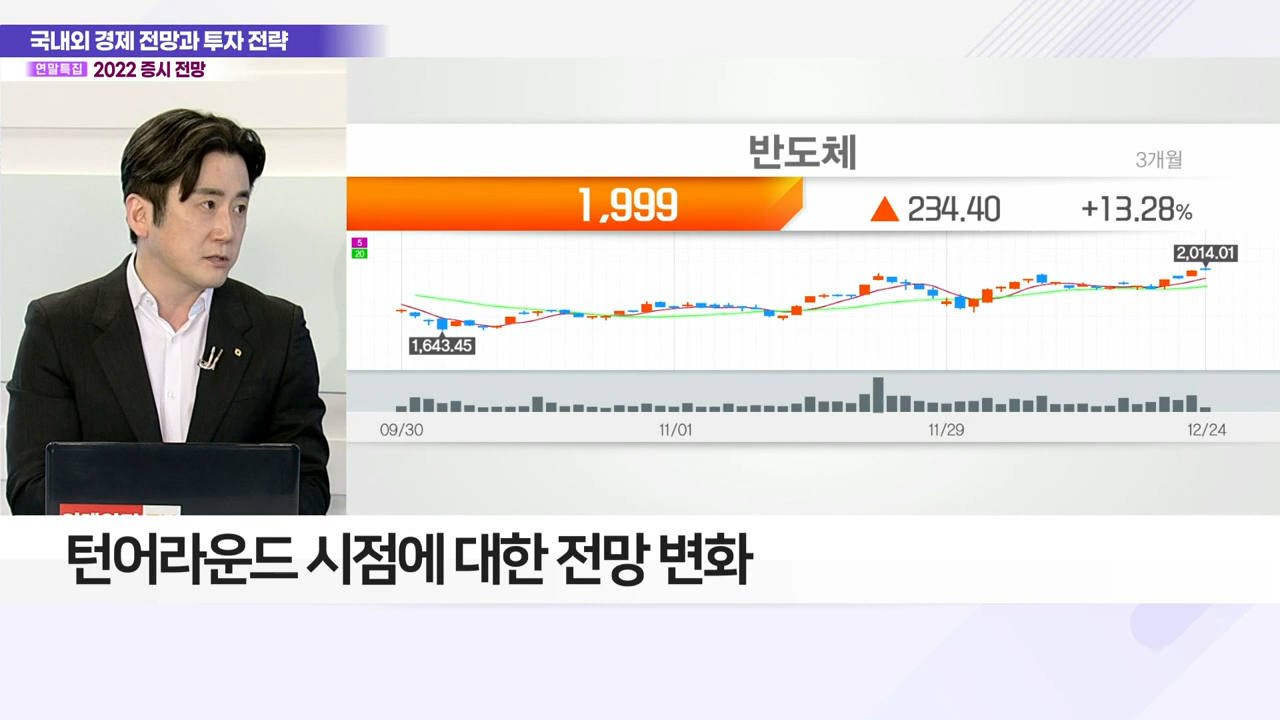 국내외 경제 전망과 투자 전략
연말특집 2022 증시 전망
반도체
3개월
1,999
▲ 234.40
+13.28%
5
20
2,014.01
1,643.45
09/30
11/01
11/29
12/24
턴어라운드 시점에 대한 전망 변화